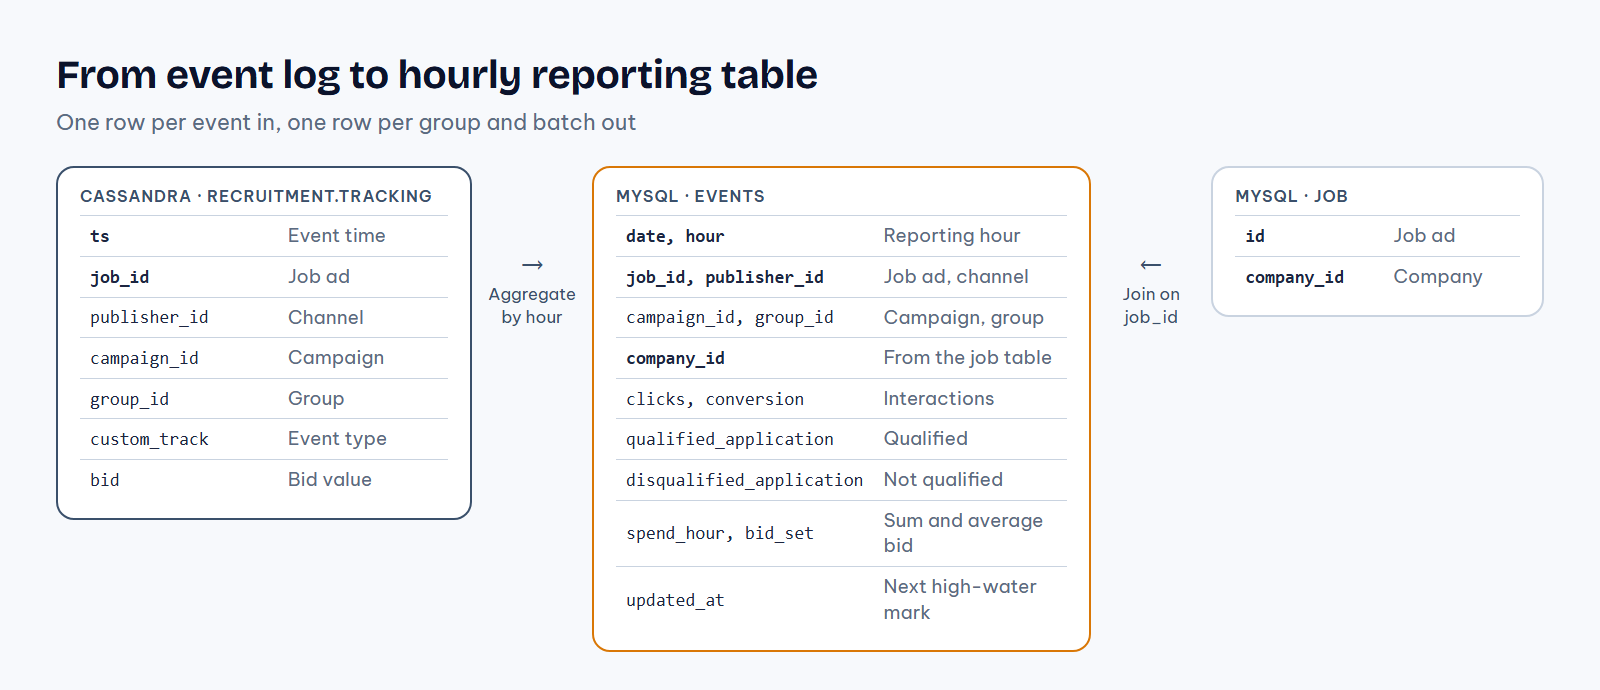 From event log to hourly reporting table
One row per event in, one row per group and batch out
CASSANDRA · RECRUITMENT.TRACKING
ts Event time
job_id Job ad
publisher_id Channel
campaign_id Campaign
group_id Group
custom_track Event type
bid Bid value
→
Aggregate
by hour
MYSQL · EVENTS
date, hour Reporting hour
job_id, publisher_id Job ad, channel
campaign_id, group_id Campaign, group
company_id From the job table
clicks, conversion Interactions
qualified_application Qualified
disqualified_application Not qualified
spend_hour, bid_set Sum and average
bid
updated_at Next high-water
mark
←
Join on
job_id
MYSQL · JOB
id Job ad
company_id Company